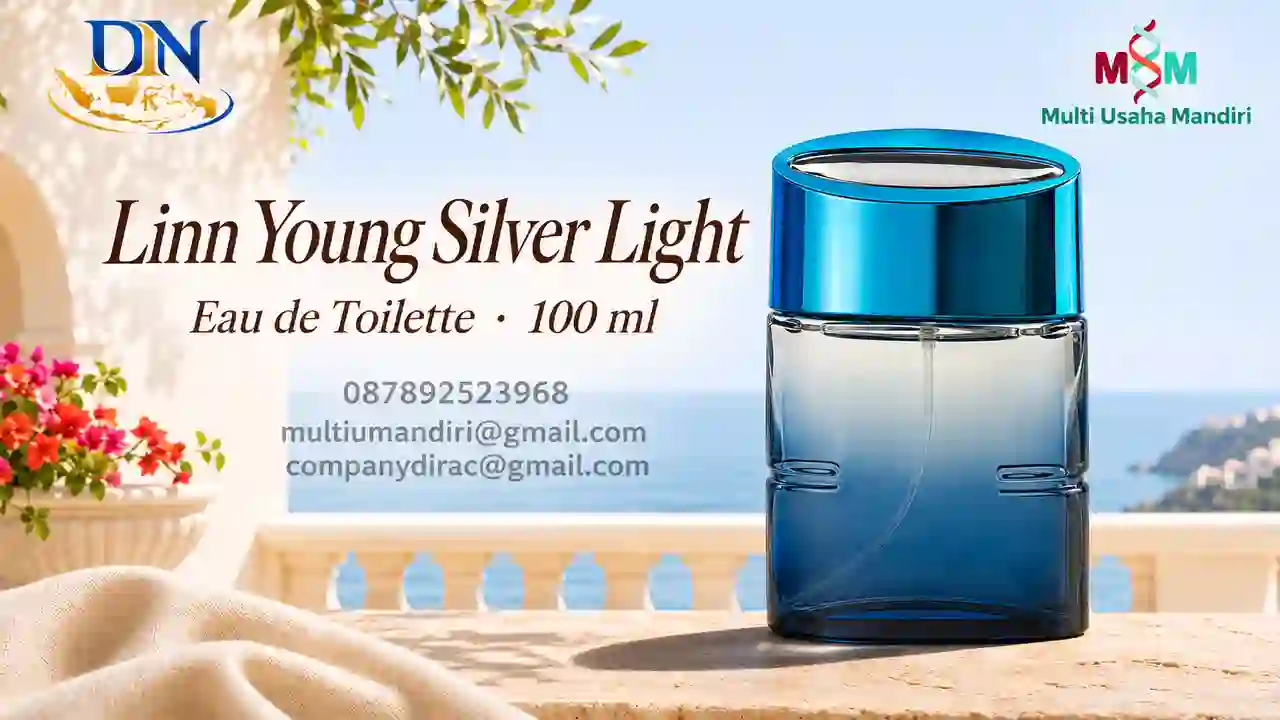 DN
MUM
Multi Usaha Mandiri
Linn Young Silver Light
Eau de Toilette · 100 ml
087892523968
multiumandiri@gmail.com
companydirac@gmail.com